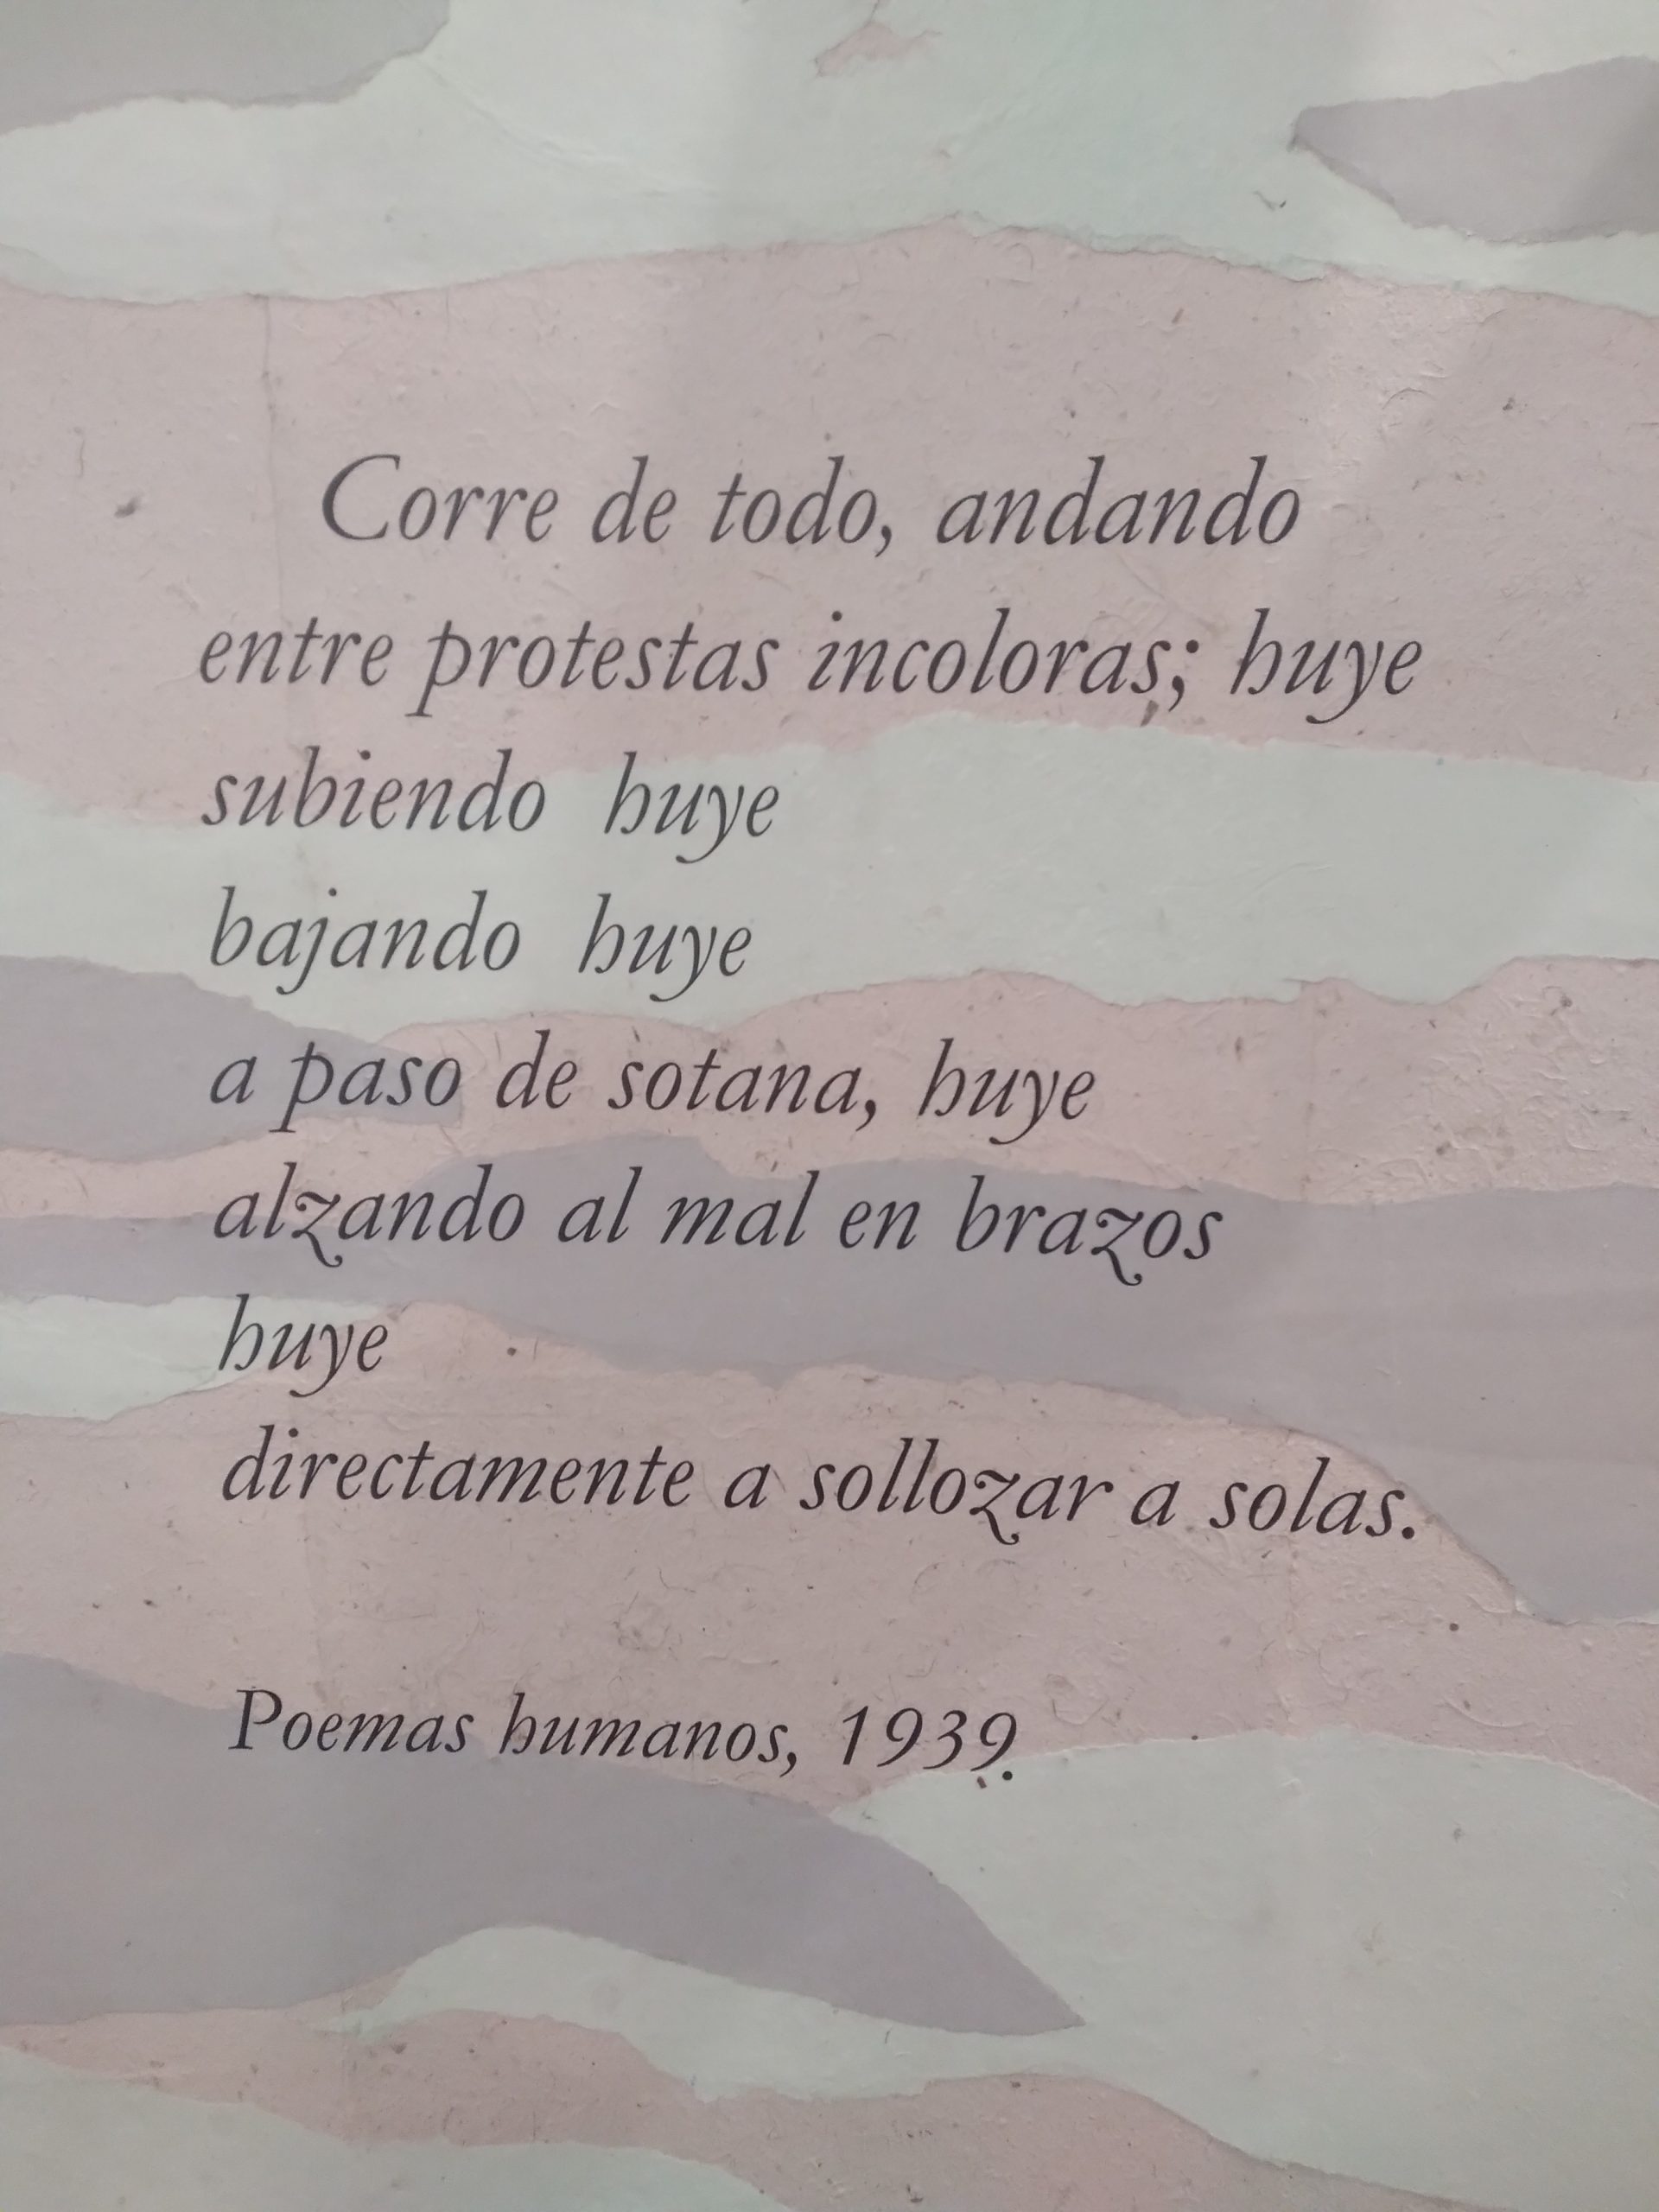 Corre de todo, andando
entre protestas incoloras; huye
subiendo huye
bajando huye
a paso de sotana, huye
alzando al mal en brazos
huye
directamente a sollozar a solas.
Poemas humanos, 1939.